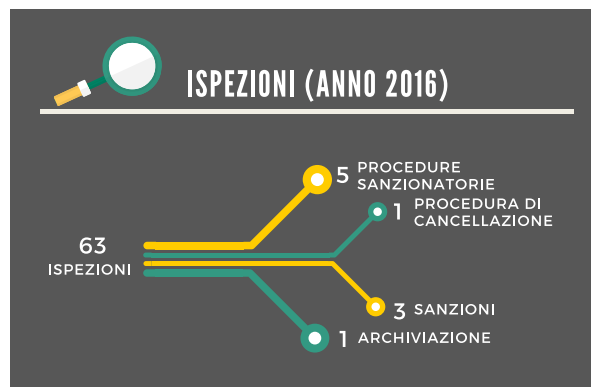 ISPEZIONI (ANNO 2016)
5 PROCEDURE
SANZIONATORIE
1 PROCEDURA DI
CANCELLAZIONE
63
ISPEZIONI
3 SANZIONI
1 ARCHIVIAZIONE